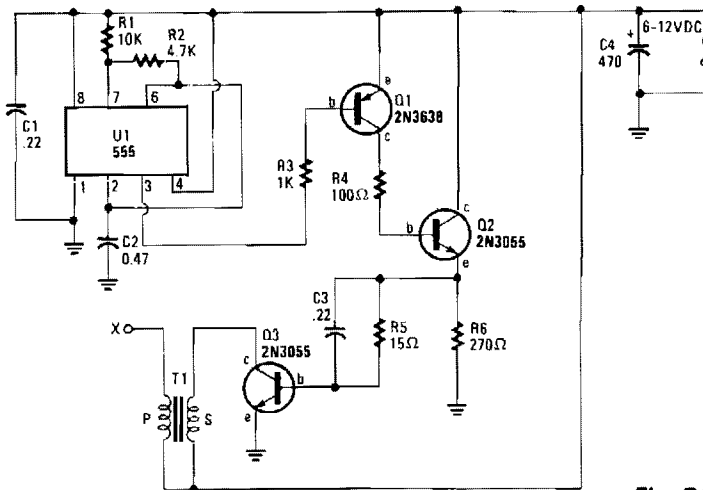 R1
10K
R2
4.7K
8
7
6
U1
555
1
2
3
4
C1
.22
C2
0.47
R3
1K
e
b
c
Q1
2N3638
R4
100Ω
c
b
e
Q2
2N3055
C4
470
+
6-12VDC
C3
.22
R5
15Ω
R6
270Ω
X
Q3
2N3055
c
b
e
T1
P
S